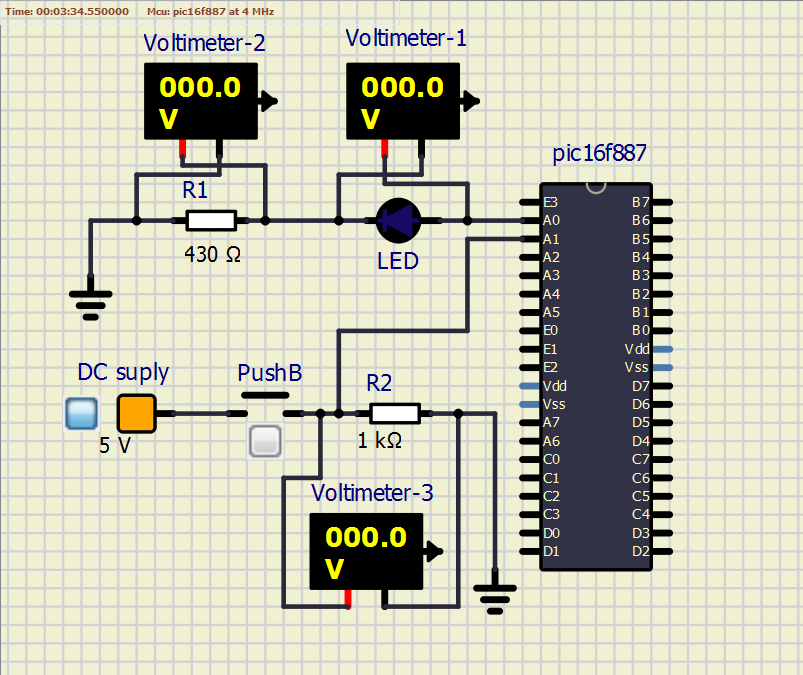 Time: 00:03:34.550000 Mcu: pic16f887 at 4 MHz
Voltimeter-2
Voltimeter-1
000.0
V
000.0
V
pic16f887
R1
430 Ω
LED
E3 B7
A0 B6
A1 B5
A2 B4
A3 B3
A4 B2
A5 B1
E0 B0
E1 Vdd
E2 Vss
Vdd D7
Vss D6
A7 D5
A6 D4
C0 C7
C1 C6
C2 C5
C3 C4
D0 D3
D1 D2
DC suply
PushB
R2
5 V
1 kΩ
Voltimeter-3
000.0
V